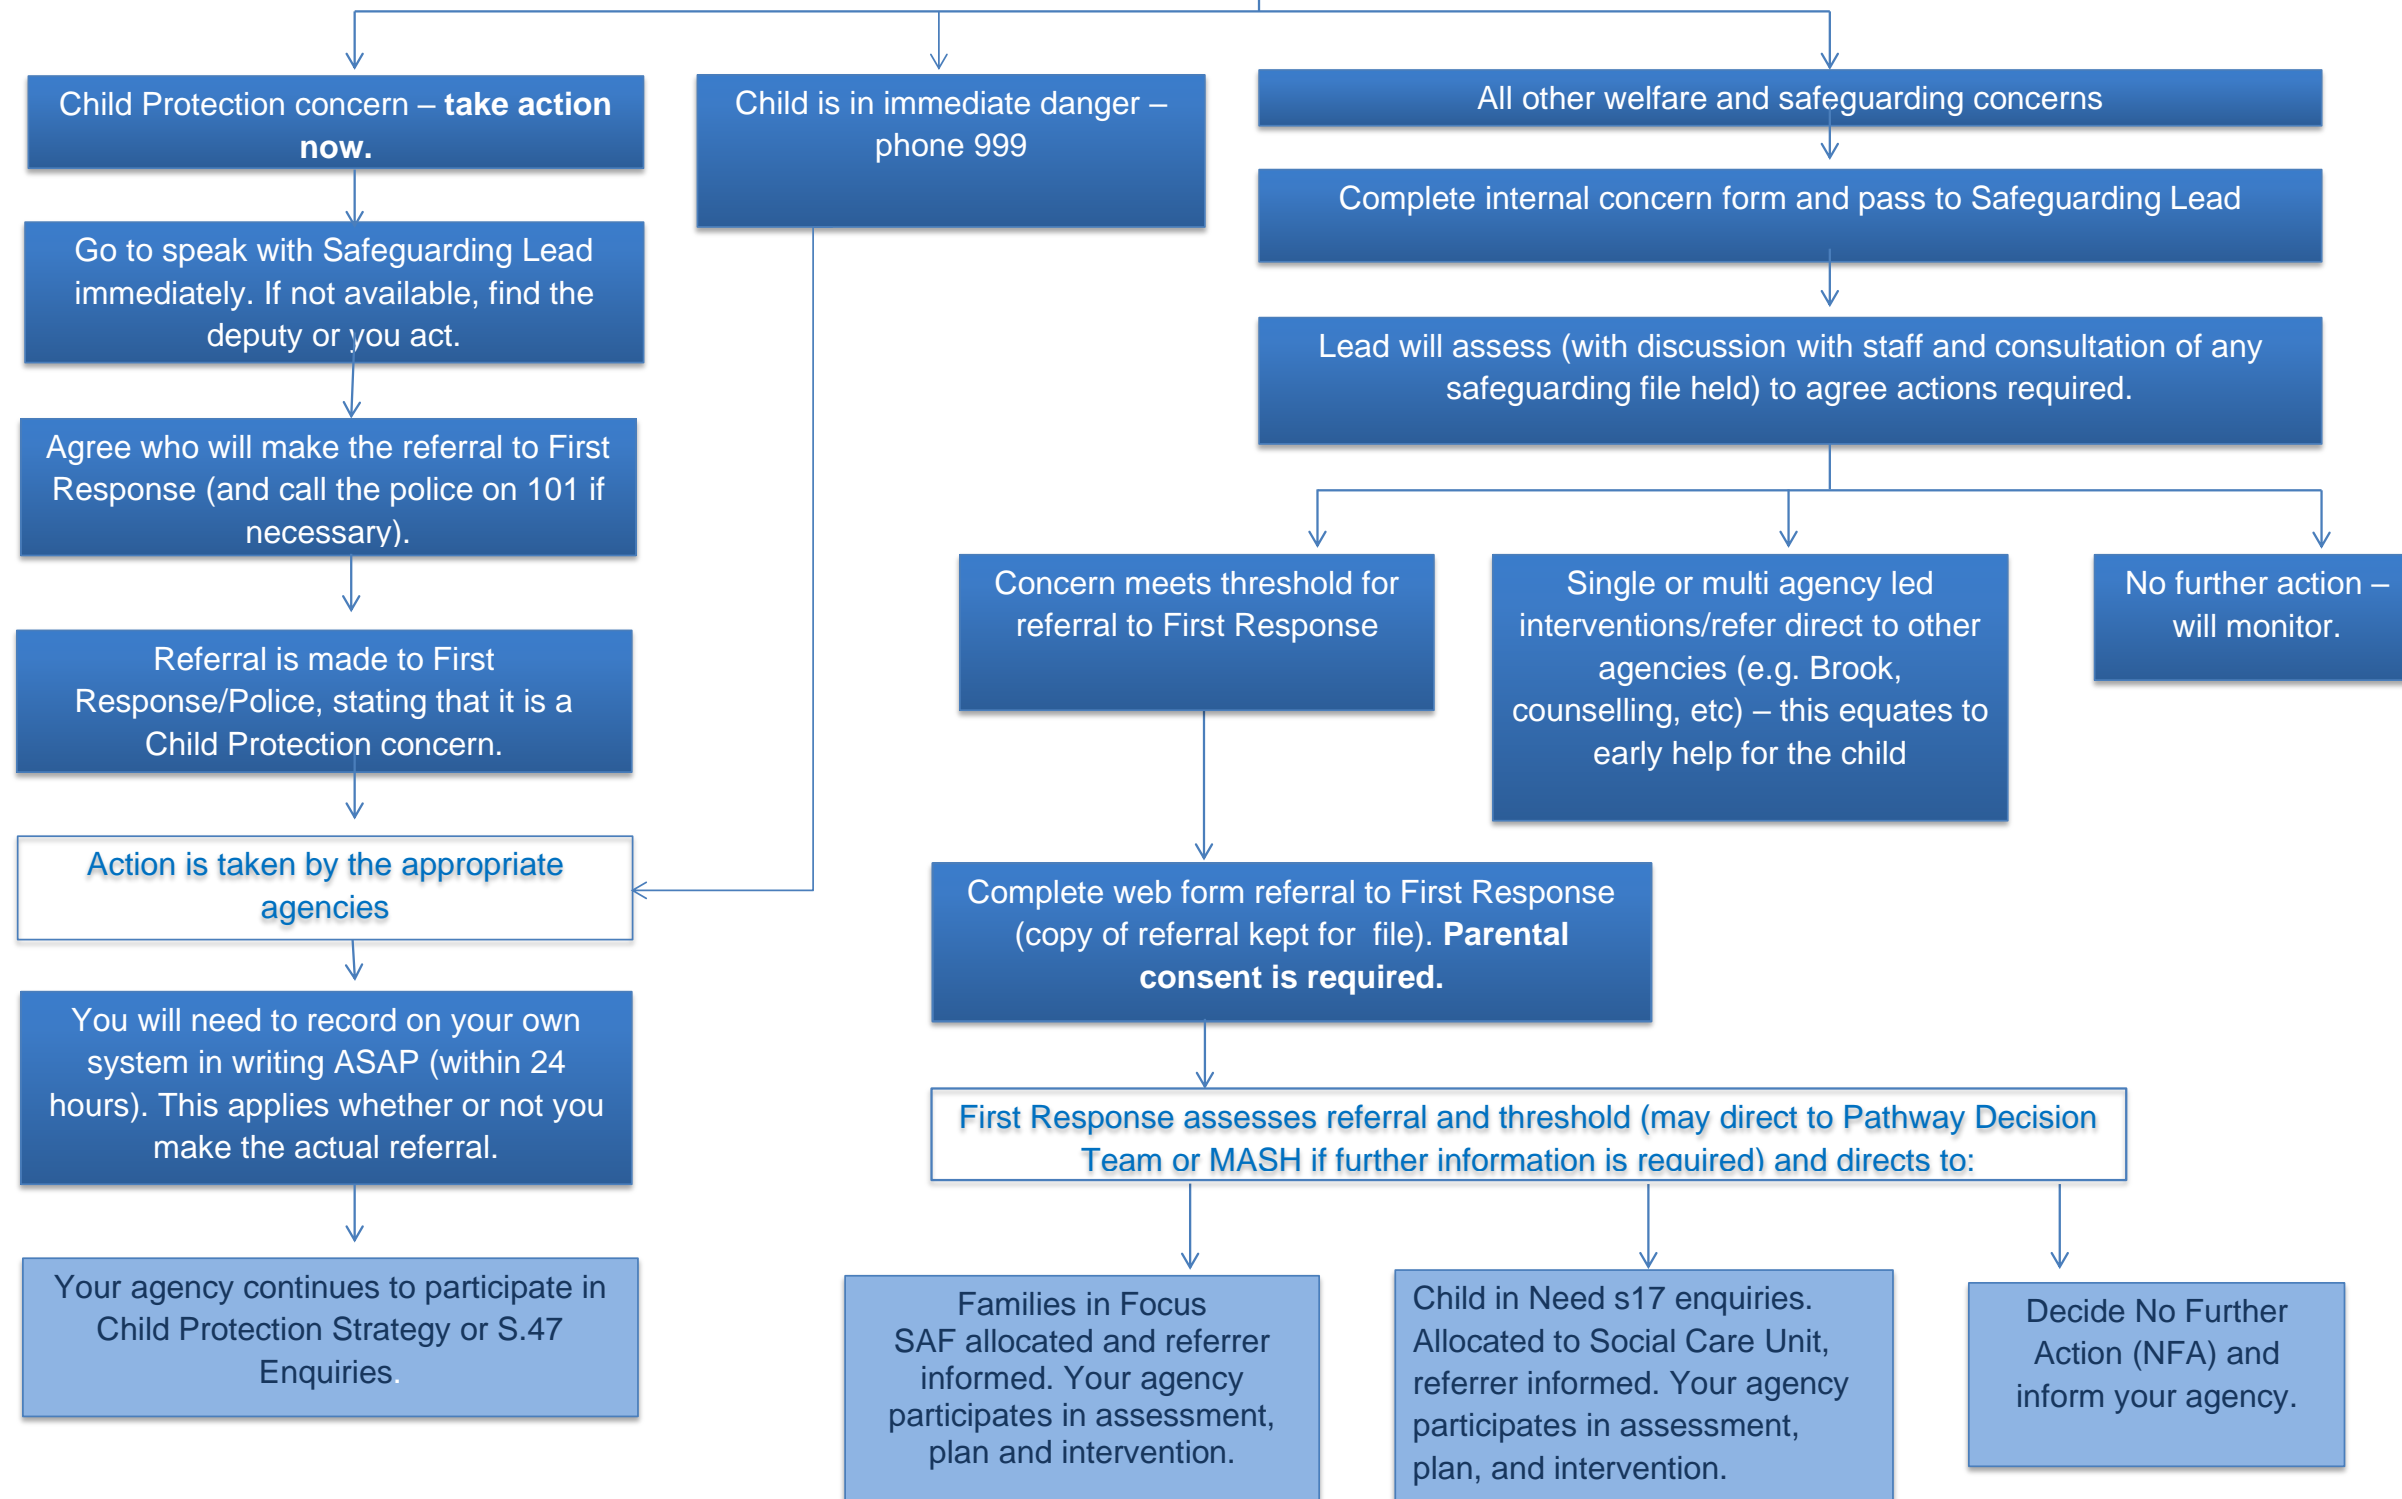 Child Protection concern – take action
now.
Go to speak with Safeguarding Lead
immediately. If not available, find the
deputy or you act.
Agree who will make the referral to First
Response (and call the police on 101 if
necessary).
Referral is made to First
Response/Police, stating that it is a
Child Protection concern.
Action is taken by the appropriate
agencies
You will need to record on your own
system in writing ASAP (within 24
hours). This applies whether or not you
make the actual referral.
Your agency continues to participate in
Child Protection Strategy or S.47
Enquiries.
Child is in immediate danger –
phone 999
All other welfare and safeguarding concerns
Complete internal concern form and pass to Safeguarding Lead
Lead will assess (with discussion with staff and consultation of any
safeguarding file held) to agree actions required.
Concern meets threshold for
referral to First Response
Single or multi agency led
interventions/refer direct to other
agencies (e.g. Brook,
counselling, etc) – this equates to
early help for the child
No further action –
will monitor.
Complete web form referral to First Response
(copy of referral kept for file). Parental
consent is required.
First Response assesses referral and threshold (may direct to Pathway Decision
Team or MASH if further information is required) and directs to:
Families in Focus
SAF allocated and referrer
informed. Your agency
participates in assessment,
plan and intervention.
Child in Need s17 enquiries.
Allocated to Social Care Unit,
referrer informed. Your agency
participates in assessment,
plan, and intervention.
Decide No Further
Action (NFA) and
inform your agency.